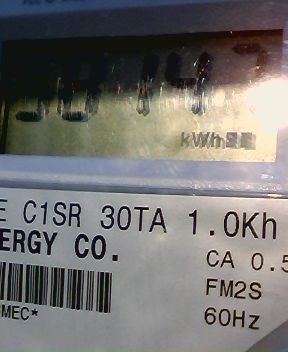 kWh
E C1SR 30TA 1.0Kh
ERGY CO.
CA 0.5
FM2S
60Hz
MEC*